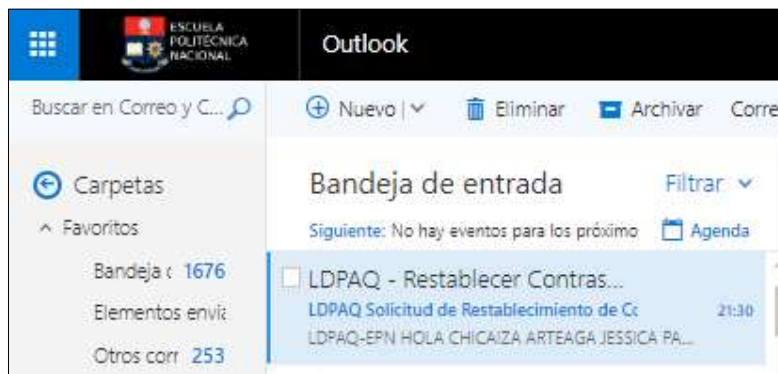 ESCUELA
POLITÉCNICA
NACIONAL
Outlook
Buscar en Correo y C...
Nuevo | Eliminar Archivar Corre
Carpetas
Bandeja de entrada Filtrar
Favoritos
Siguiente: No hay eventos para los próximo Agenda
Bandeja c 1676
LDPAQ - Restablecer Contras...
Elementos envia
LDPAQ Solicitud de Restablecimiento de Cc 21:30
LDPAQ-EPN HOLA CHICAIZA ARTEAGA JESSICA PA...
Otros corr 253